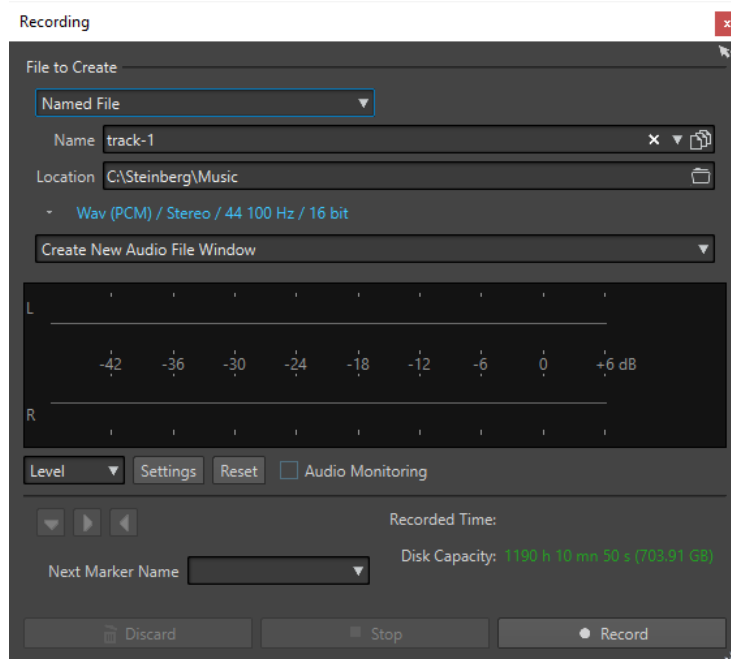 Recording
File to Create
Named File
Name track-1
Location C:\Steinberg\Music
Wav (PCM) / Stereo / 44 100 Hz / 16 bit
Create New Audio File Window
L
-42 -36 -30 -24 -18 -12 -6 0 +6 dB
R
Level Settings Reset Audio Monitoring
Recorded Time:
Disk Capacity: 1190 h 10 mn 50 s (703.91 GB)
Next Marker Name
Discard Stop Record